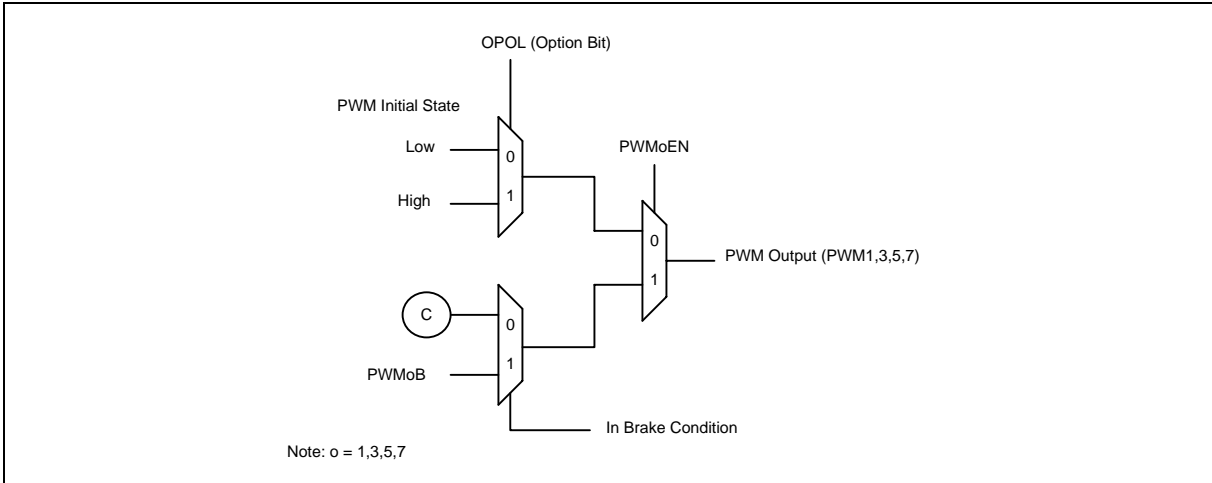 OPOL (Option Bit)
PWM Initial State
Low
0
High
1
PWMoEN
0
1
PWM Output (PWM1,3,5,7)
C
0
1
PWMoB
In Brake Condition
Note: o = 1,3,5,7